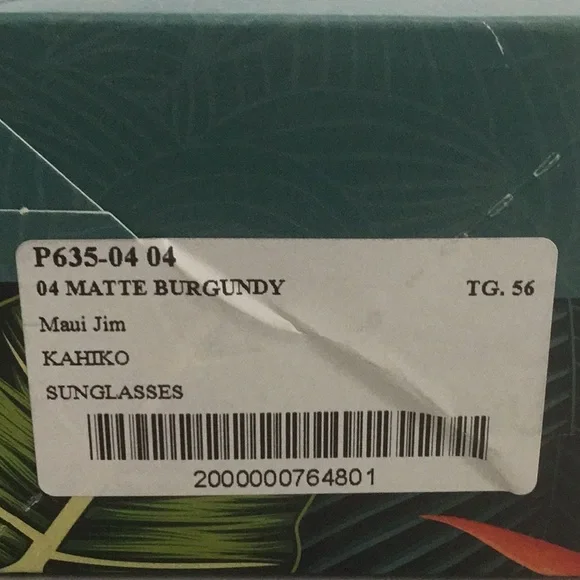 P635-04 04
04 MATTE BURGUNDY TG. 56
Maui Jim
KAHIKO
SUNGLASSES
2000000764801